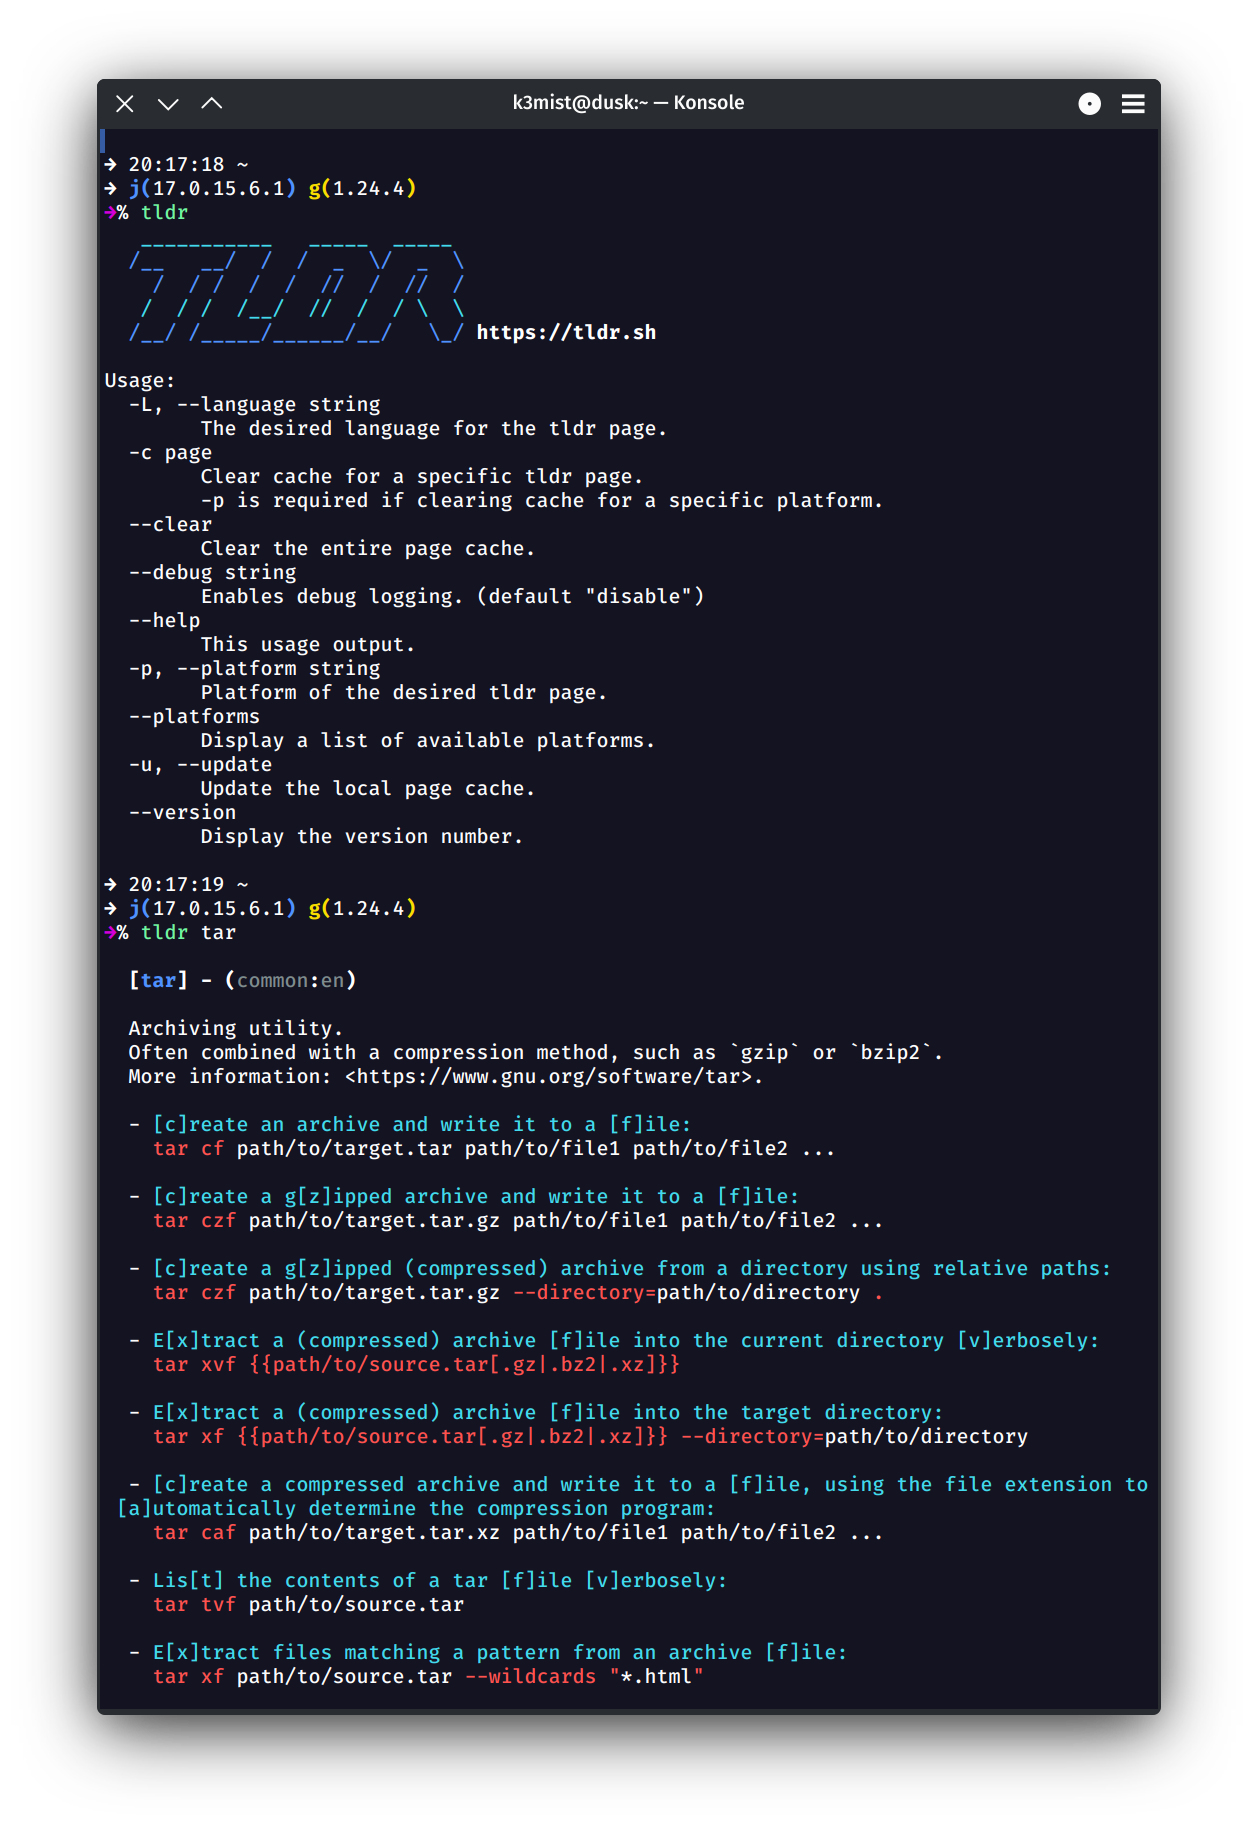 k3mist@dusk:~ — Konsole
➔ 20:17:18 ~
➔ j(17.0.15.6.1) g(1.24.4)
➔% tldr
   ___________   _____  _____
  /__   __/  /  /  _  \/  _  \
    /  / /  /  /  //  /  //  /
   /  / /  /__/  //  /  / \  \
  /__/ /_____/______/__/   \_/ https://tldr.sh
Usage:
  -L, --language string
        The desired language for the tldr page.
  -c page
        Clear cache for a specific tldr page.
        -p is required if clearing cache for a specific platform.
  --clear
        Clear the entire page cache.
  --debug string
        Enables debug logging. (default "disable")
  --help
        This usage output.
  -p, --platform string
        Platform of the desired tldr page.
  --platforms
        Display a list of available platforms.
  -u, --update
        Update the local page cache.
  --version
        Display the version number.
➔ 20:17:19 ~
➔ j(17.0.15.6.1) g(1.24.4)
➔% tldr tar
  [tar] - (common:en)
  Archiving utility.
  Often combined with a compression method, such as `gzip` or `bzip2`.
  More information: <https://www.gnu.org/software/tar>.
  - [c]reate an archive and write it to a [f]ile:
    tar cf path/to/target.tar path/to/file1 path/to/file2 ...
  - [c]reate a g[z]ipped archive and write it to a [f]ile:
    tar czf path/to/target.tar.gz path/to/file1 path/to/file2 ...
  - [c]reate a g[z]ipped (compressed) archive from a directory using relative paths:
    tar czf path/to/target.tar.gz --directory=path/to/directory .
  - E[x]tract a (compressed) archive [f]ile into the current directory [v]erbosely:
    tar xvf {{path/to/source.tar[.gz|.bz2|.xz]}}
  - E[x]tract a (compressed) archive [f]ile into the target directory:
    tar xf {{path/to/source.tar[.gz|.bz2|.xz]}} --directory=path/to/directory
  - [c]reate a compressed archive and write it to a [f]ile, using the file extension to
 [a]utomatically determine the compression program:
    tar caf path/to/target.tar.xz path/to/file1 path/to/file2 ...
  - Lis[t] the contents of a tar [f]ile [v]erbosely:
    tar tvf path/to/source.tar
  - E[x]tract files matching a pattern from an archive [f]ile:
    tar xf path/to/source.tar --wildcards "*.html"